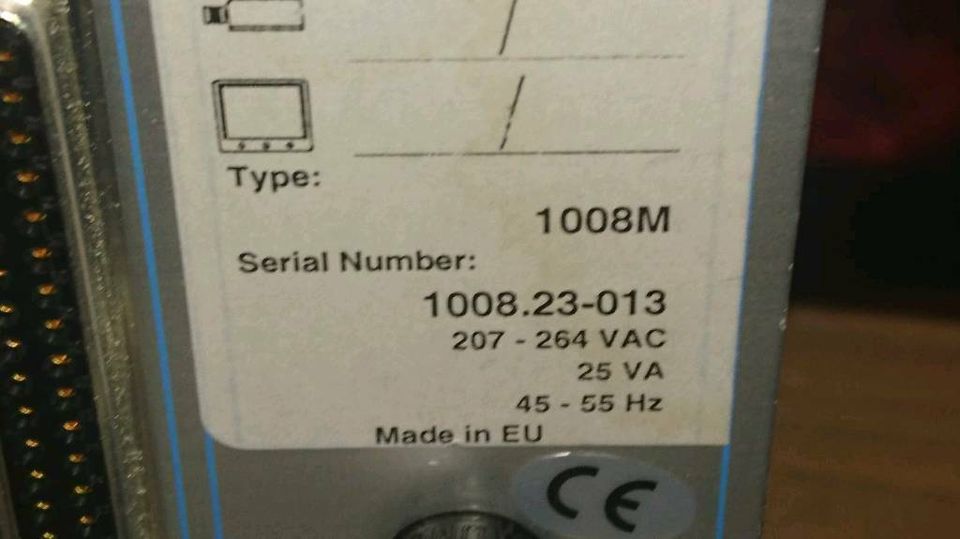 /
/
Type:
1008M
Serial Number:
1008.23-013
207 - 264 VAC
25 VA
45 - 55 Hz
Made in EU
CE